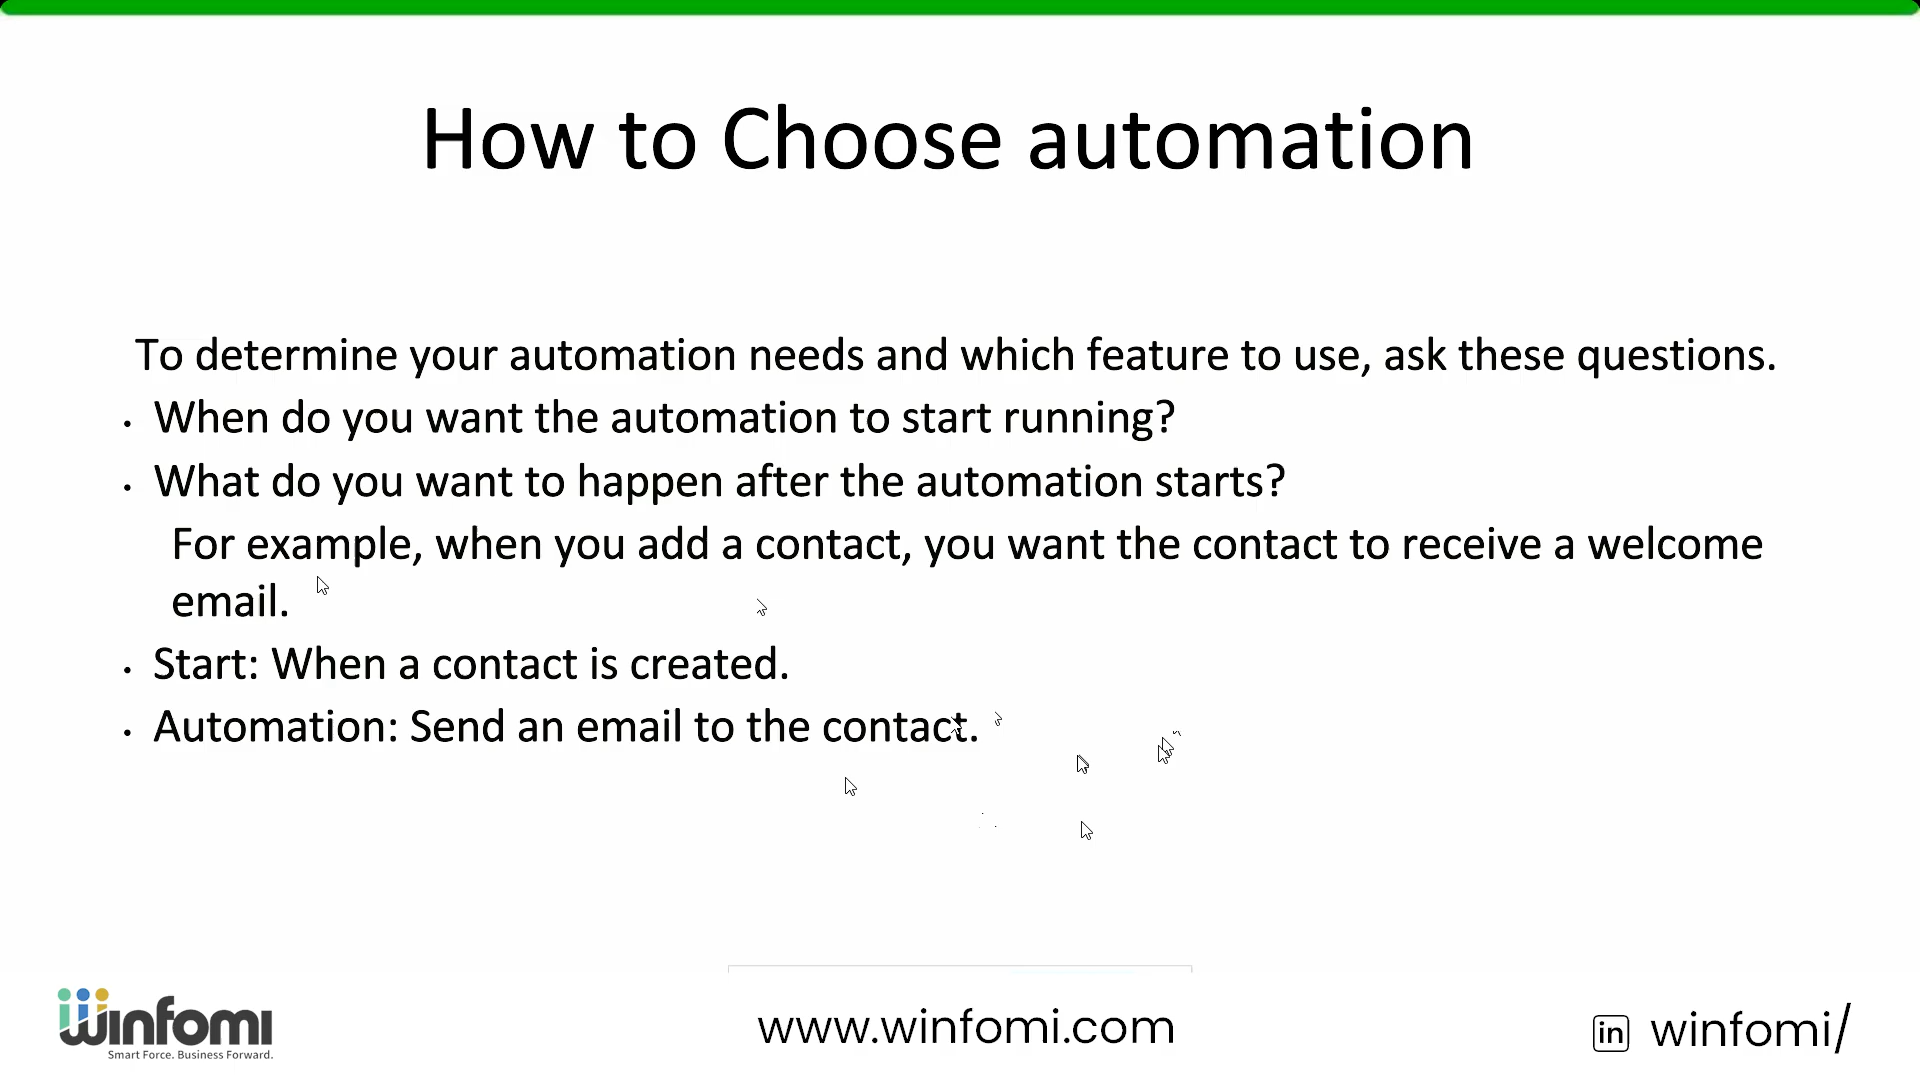 How to Choose automation
To determine your automation needs and which feature to use, ask these questions.
• When do you want the automation to start running?
• What do you want to happen after the automation starts?
For example, when you add a contact, you want the contact to receive a welcome
email.
• Start: When a contact is created.
• Automation: Send an email to the contact.
winfomi
Smart Force. Business Forward.
www.winfomi.com
in winfomi/